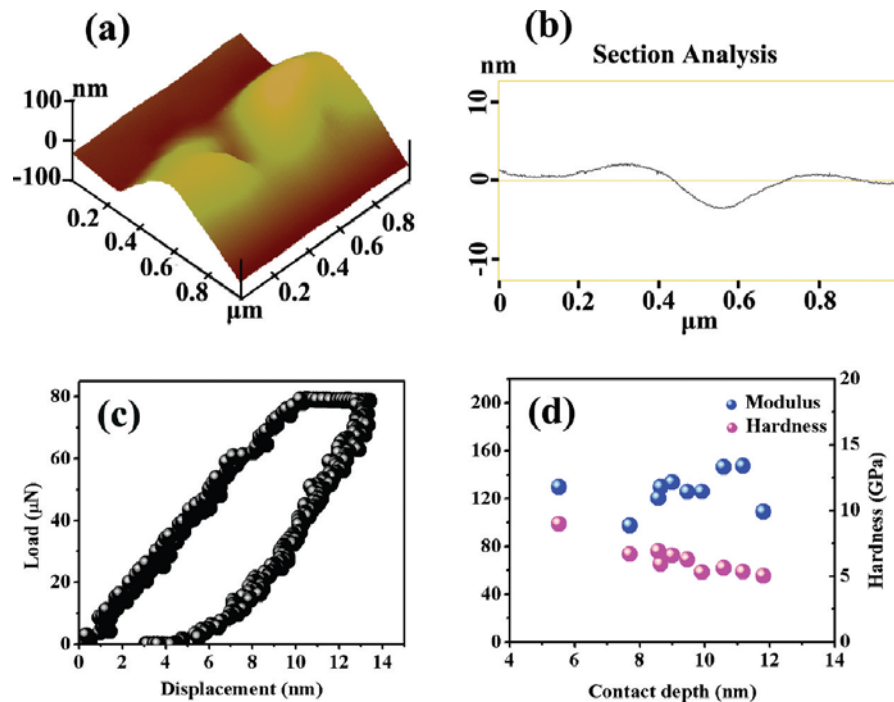 (a)
nm
100
0
-100
0.2
0.4
0.6
0.8
μm
0.2
0.4
0.6
0.8
(b)
Section Analysis
nm
10
0
-10
0
0.2
0.4
0.6
0.8
μm
(c)
80
60
40
20
0
Load (μN)
0 2 4 6 8 10 12 14
Displacement (nm)
(d)
Modulus
Hardness
200
160
120
80
40
0
20
15
10
5
0
Hardness (GPa)
4 6 8 10 12 14
Contact depth (nm)